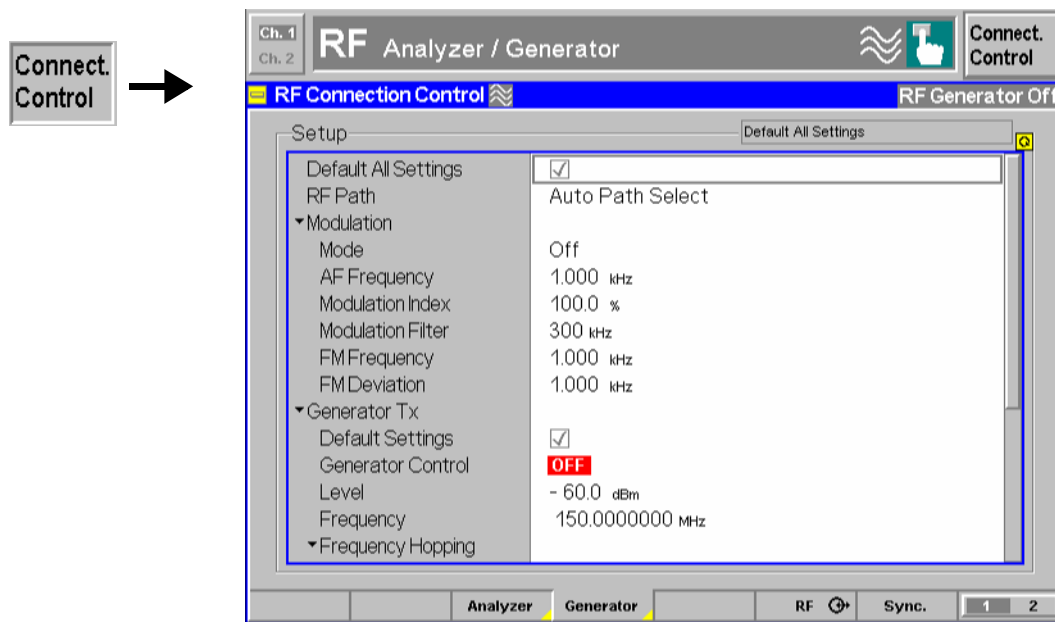 Connect.
Control
Ch. 1
Ch. 2
RF Analyzer / Generator
Connect.
Control
RF Connection Control
RF Generator Off
Setup
Default All Settings
Default All Settings
RF Path Auto Path Select
Modulation
Mode Off
AF Frequency 1.000 kHz
Modulation Index 100.0 %
Modulation Filter 300 kHz
FM Frequency 1.000 kHz
FM Deviation 1.000 kHz
Generator Tx
Default Settings
Generator Control OFF
Level - 60.0 dBm
Frequency 150.0000000 MHz
Frequency Hopping
Analyzer Generator RF Sync. 1 2